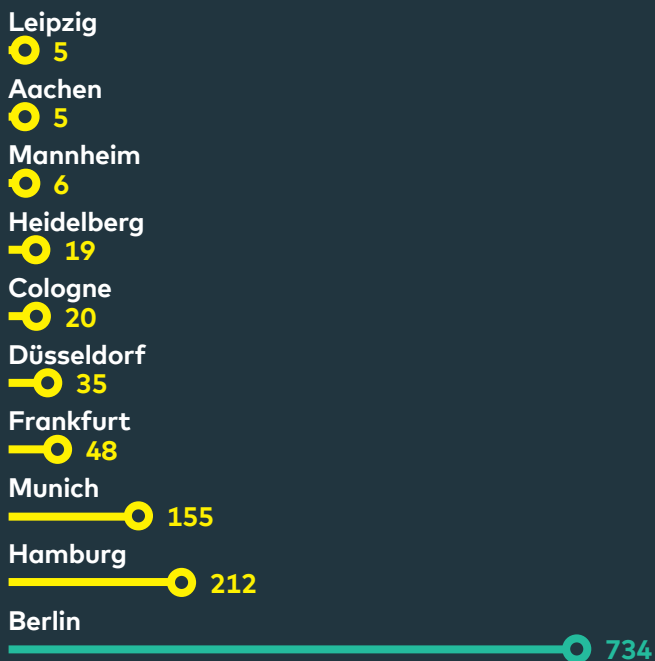 Leipzig
5
Aachen
5
Mannheim
6
Heidelberg
19
Cologne
20
Düsseldorf
35
Frankfurt
48
Munich
155
Hamburg
212
Berlin
734